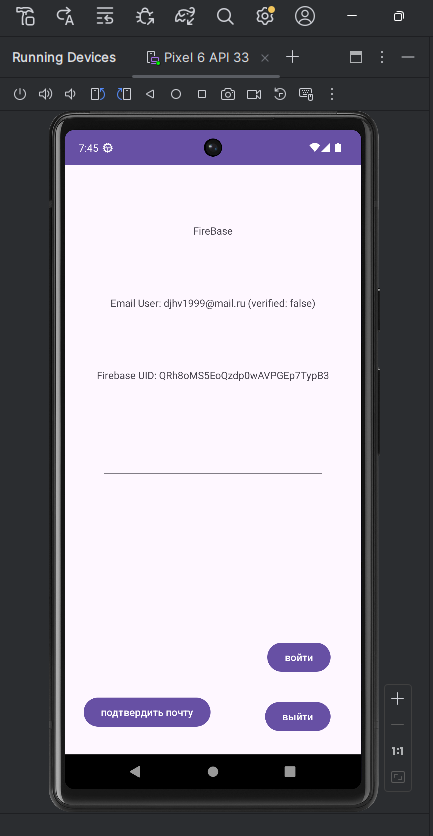 Running Devices
Pixel 6 API 33
7:45
FireBase
Email User: djhv1999@mail.ru (verified: false)
Firebase UID: QRh8oMS5EoQzdp0wAVPGEp7TypB3
войти
подтвердить почту
выйти
1:1